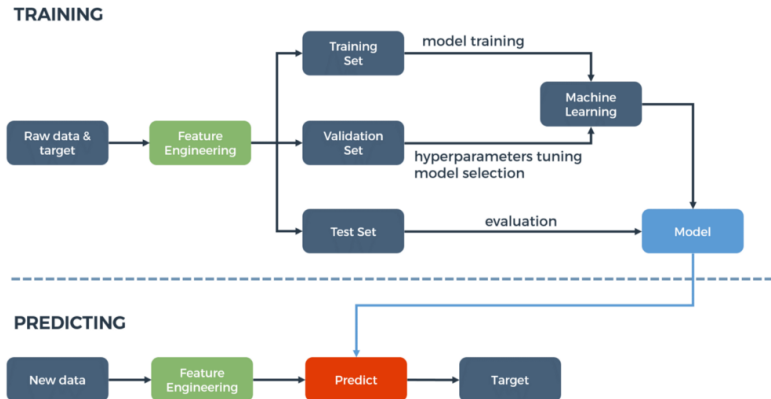 TRAINING
Training
Set
model training
Machine
Learning
Raw data &
target
Feature
Engineering
Validation
Set
hyperparameters tuning
model selection
Test Set
evaluation
Model
PREDICTING
New data
Feature
Engineering
Predict
Target